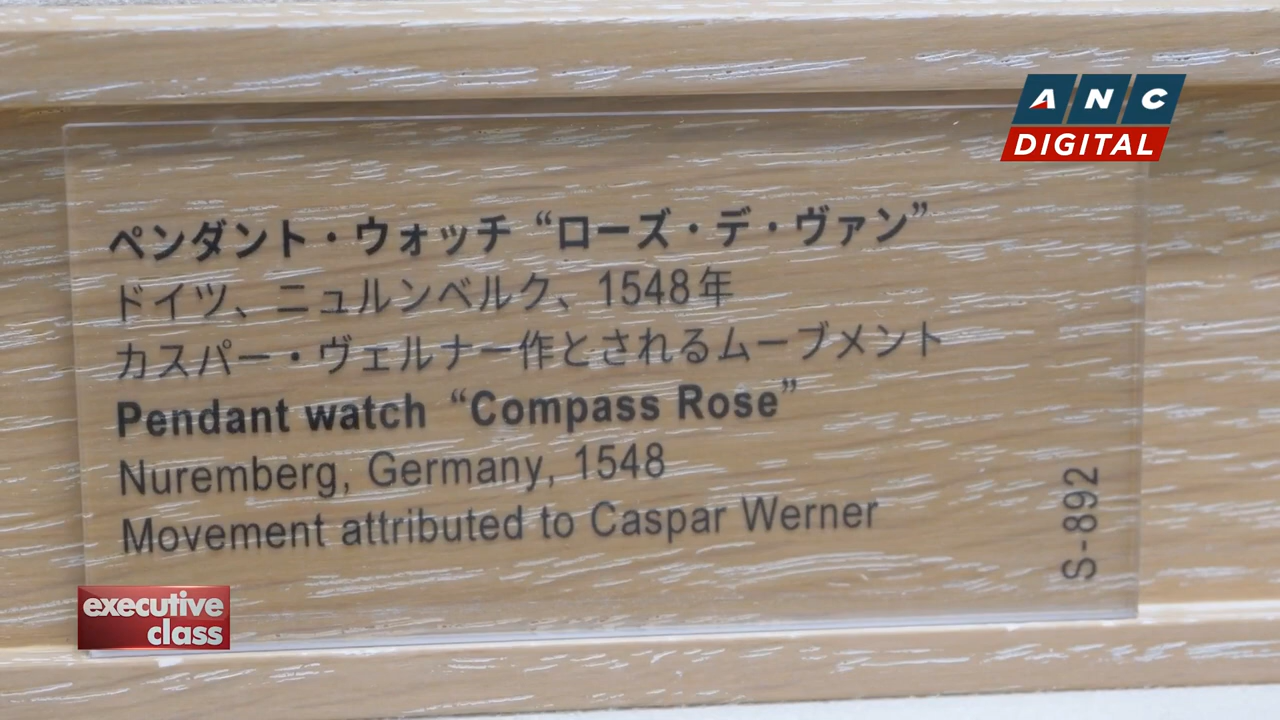 ANC
DIGITAL
ペンダント・ウォッチ “ローズ・デ・ヴァン”
ドイツ、ニュルンベルク、1548年
カスパー・ヴェルナー作とされるムーブメント
Pendant watch “Compass Rose”
Nuremberg, Germany, 1548
Movement attributed to Caspar Werner
S-892
executive
class